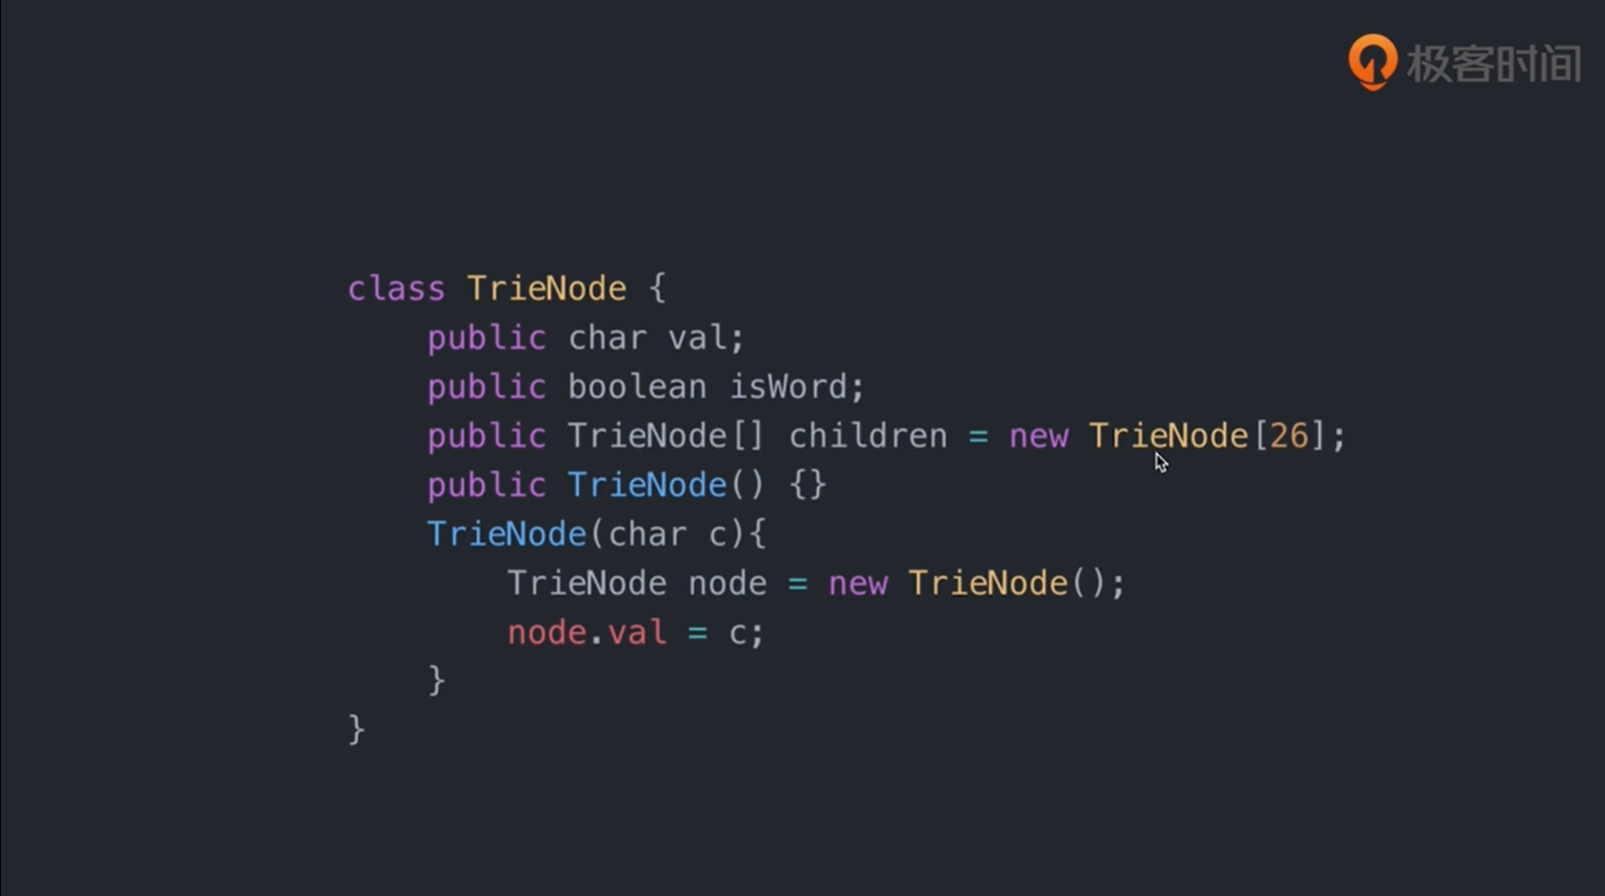 极客时间
class TrieNode {
public char val;
public boolean isWord;
public TrieNode[] children = new TrieNode[26];
public TrieNode() {}
TrieNode(char c){
TrieNode node = new TrieNode();
node.val = c;
}
}